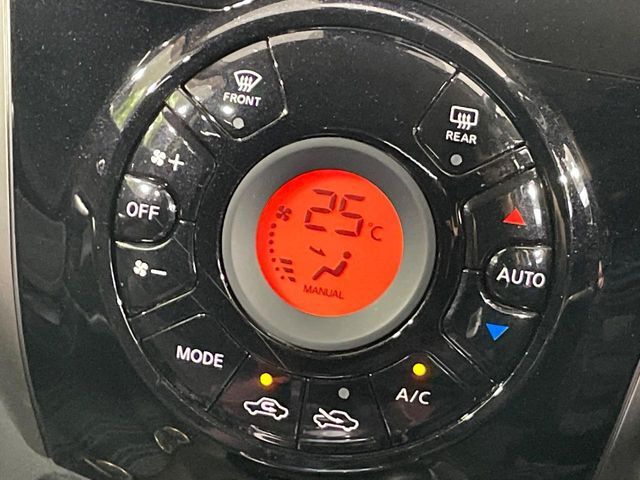 FRONT
REAR
+
OFF
25°C
AUTO
MANUAL
−
MODE
A/C